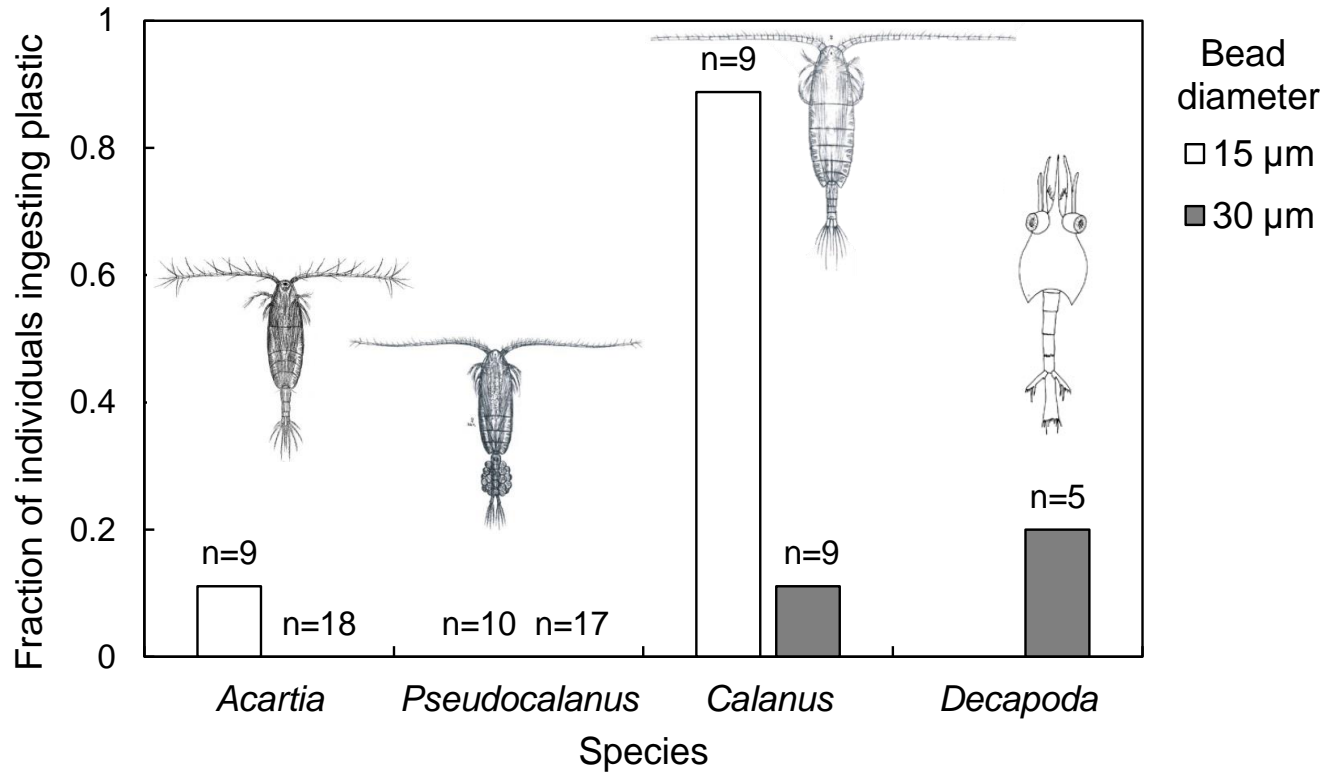 Fraction of individuals ingesting plastic
1
0.8
0.6
0.4
0.2
0
n=9
n=18
n=10 n=17
n=9
n=9
n=5
Acartia
Pseudocalanus
Calanus
Decapoda
Species
Bead
diameter
15 µm
30 µm